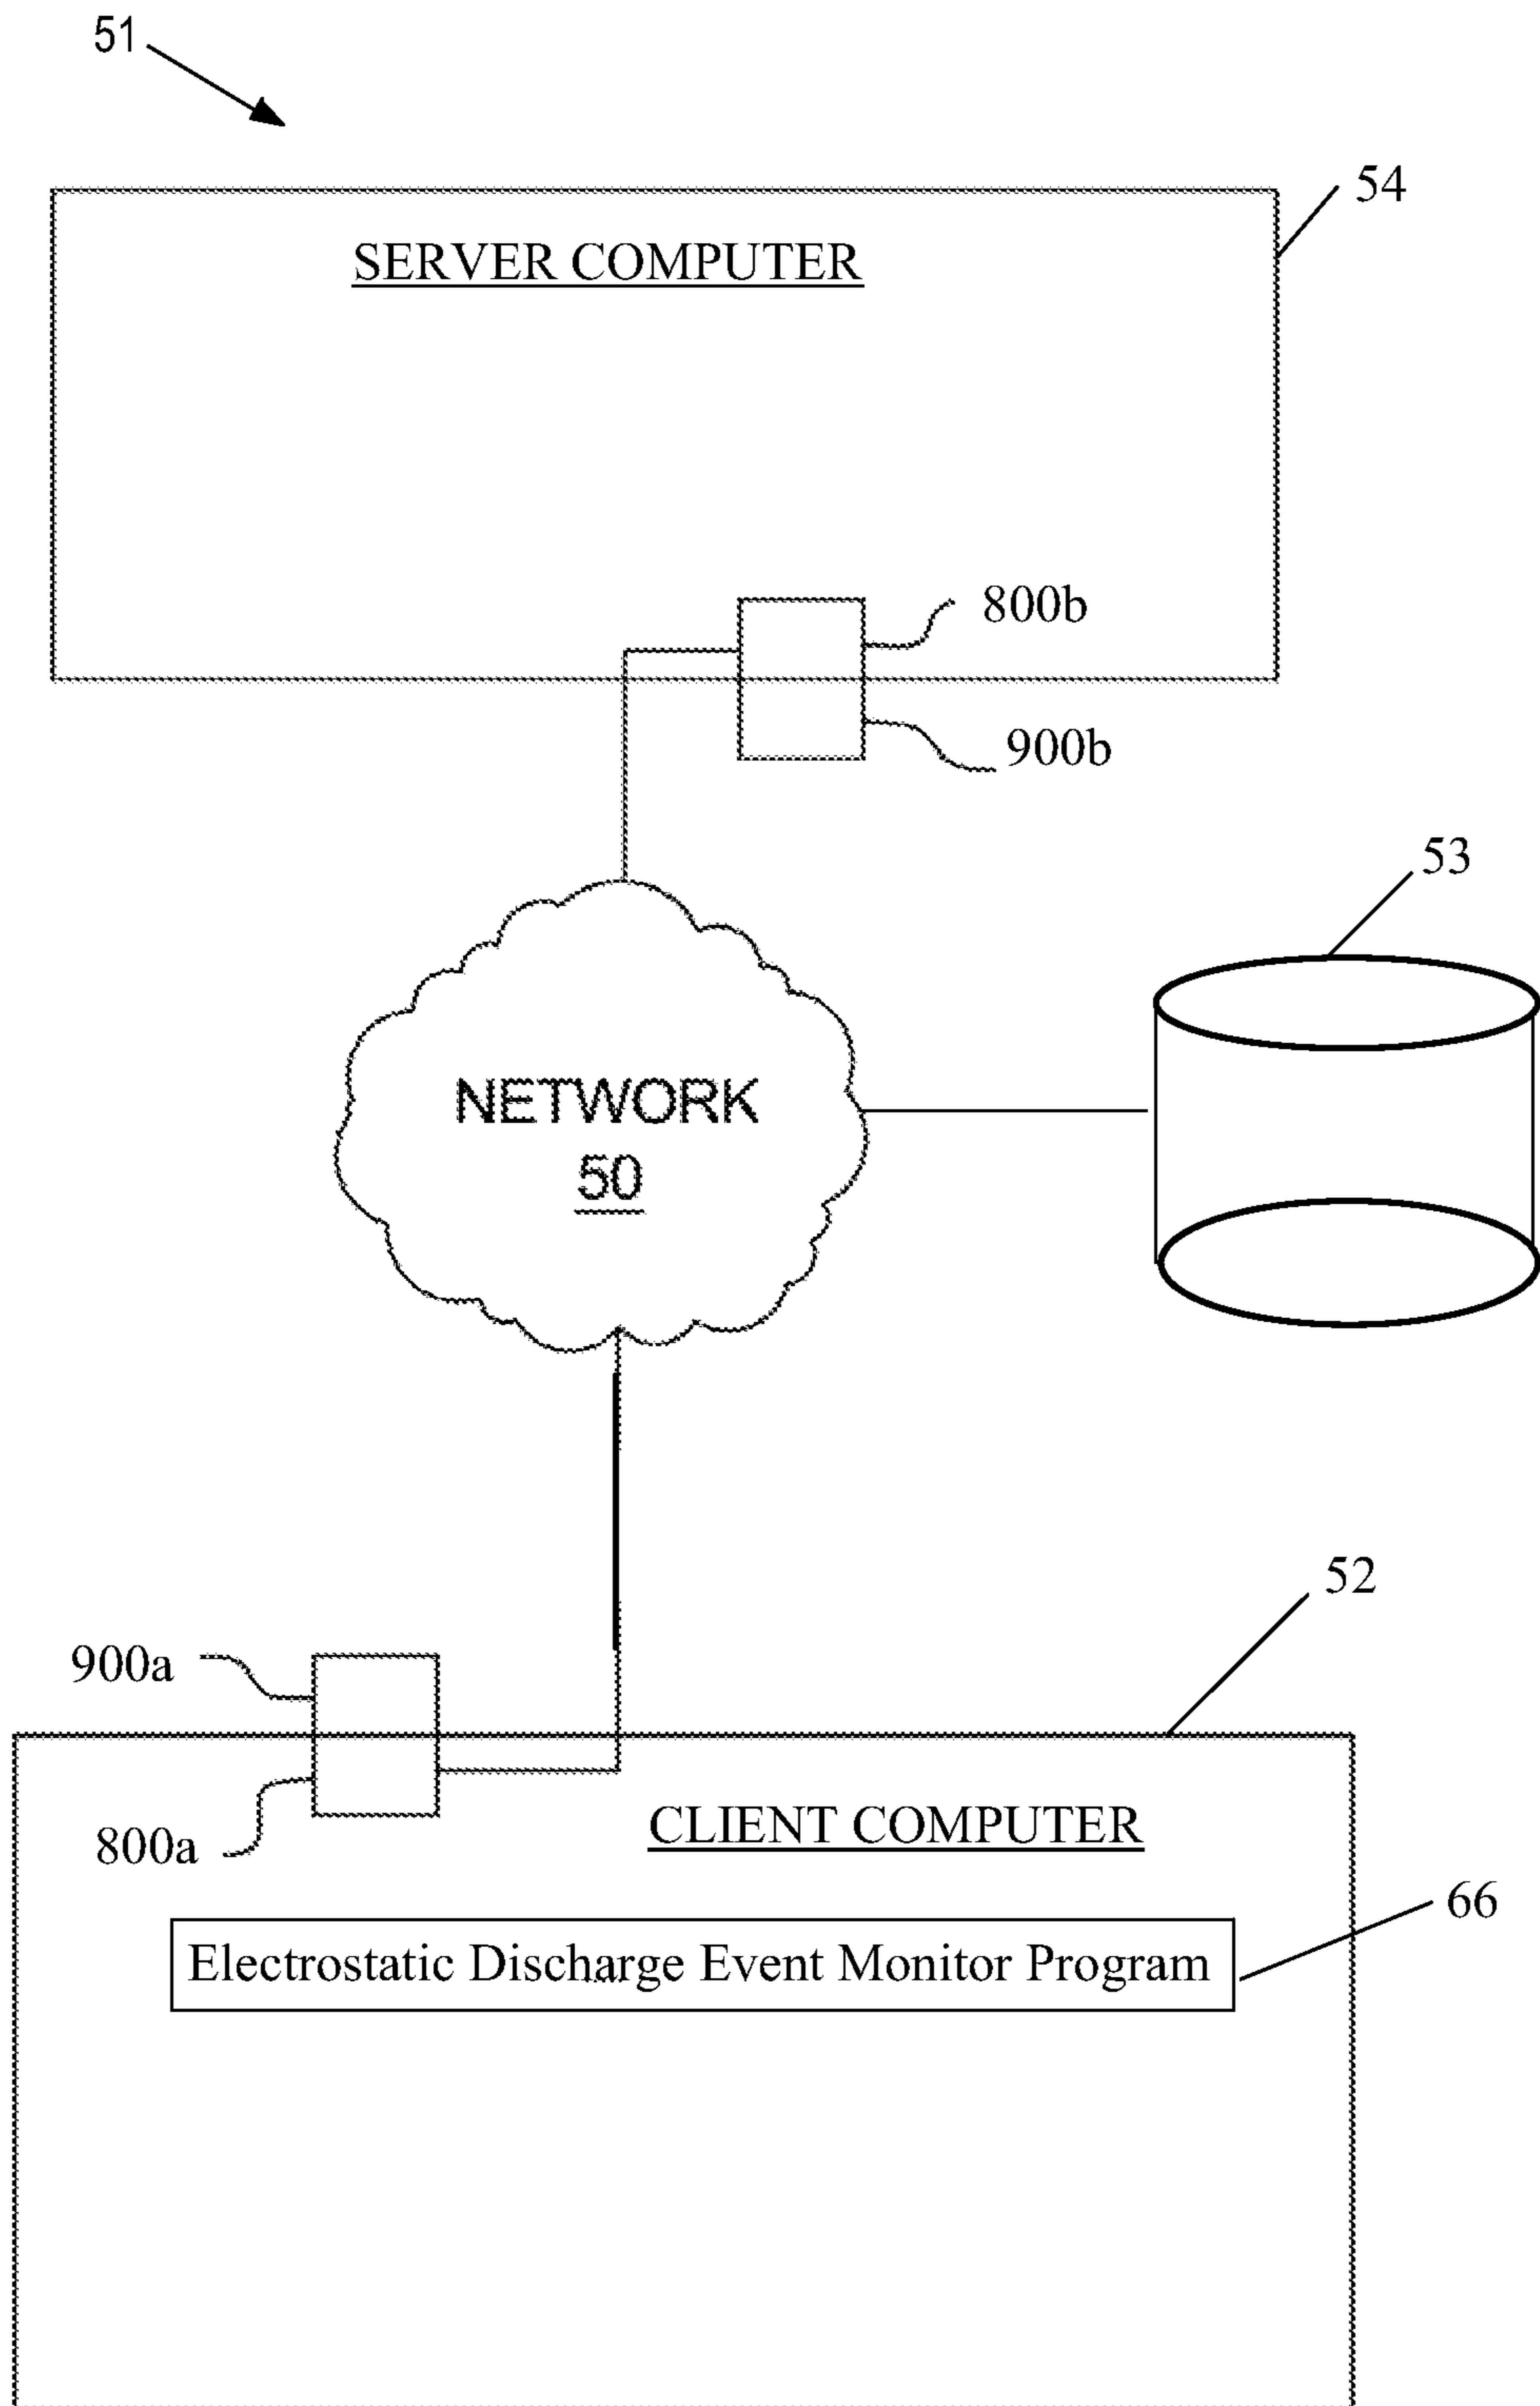 51
54
SERVER COMPUTER
800b
900b
53
NETWORK
50
52
900a
800a
CLIENT COMPUTER
66
Electrostatic Discharge Event Monitor Program